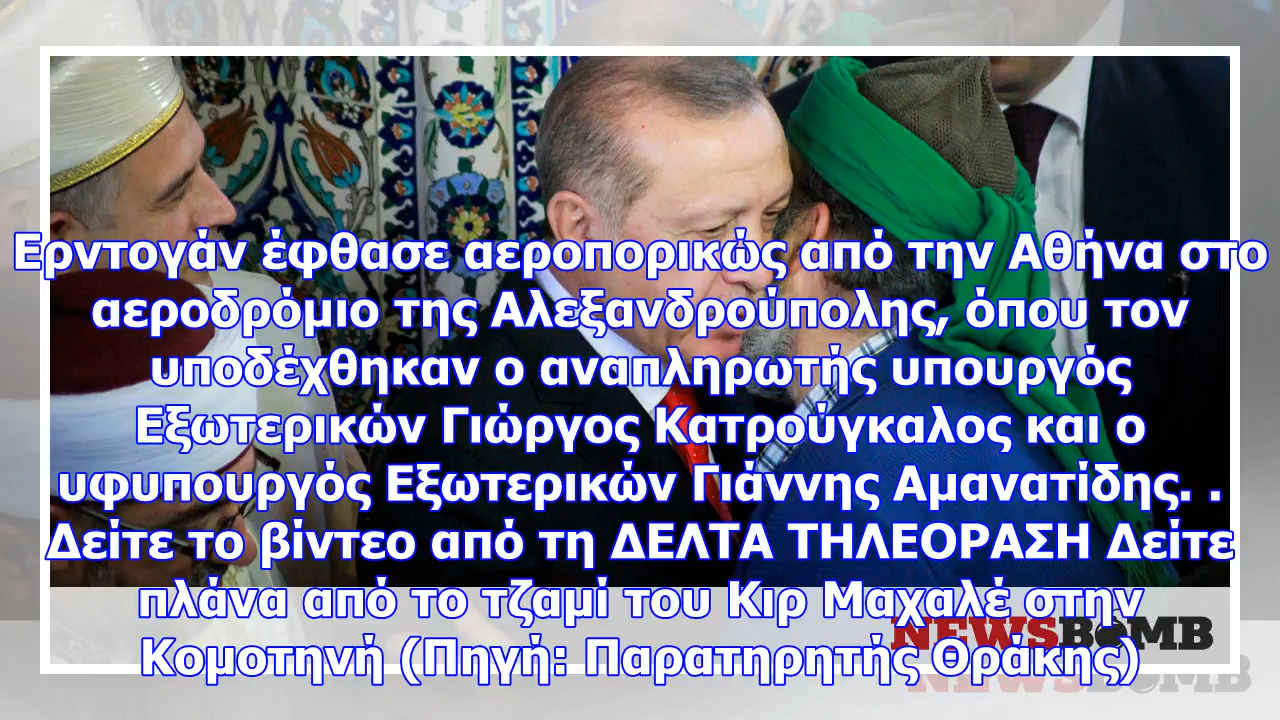 Ερντογάν έφθασε αεροπορικώς από την Αθήνα στο
αεροδρόμιο της Αλεξανδρούπολης, όπου τον
υποδέχθηκαν ο αναπληρωτής υπουργός
Εξωτερικών Γιώργος Κατρούγκαλος και ο
υφυπουργός Εξωτερικών Γιάννης Αμανατίδης. .
Δείτε το βίντεο από τη ΔΕΛΤΑ ΤΗΛΕΟΡΑΣΗ Δείτε
πλάνα από το τζαμί του Κιρ Μαχαλέ στην
Κομοτηνή (Πηγή: Παρατηρητής Θράκης)
NEWSBOMB
NEWSBOMB